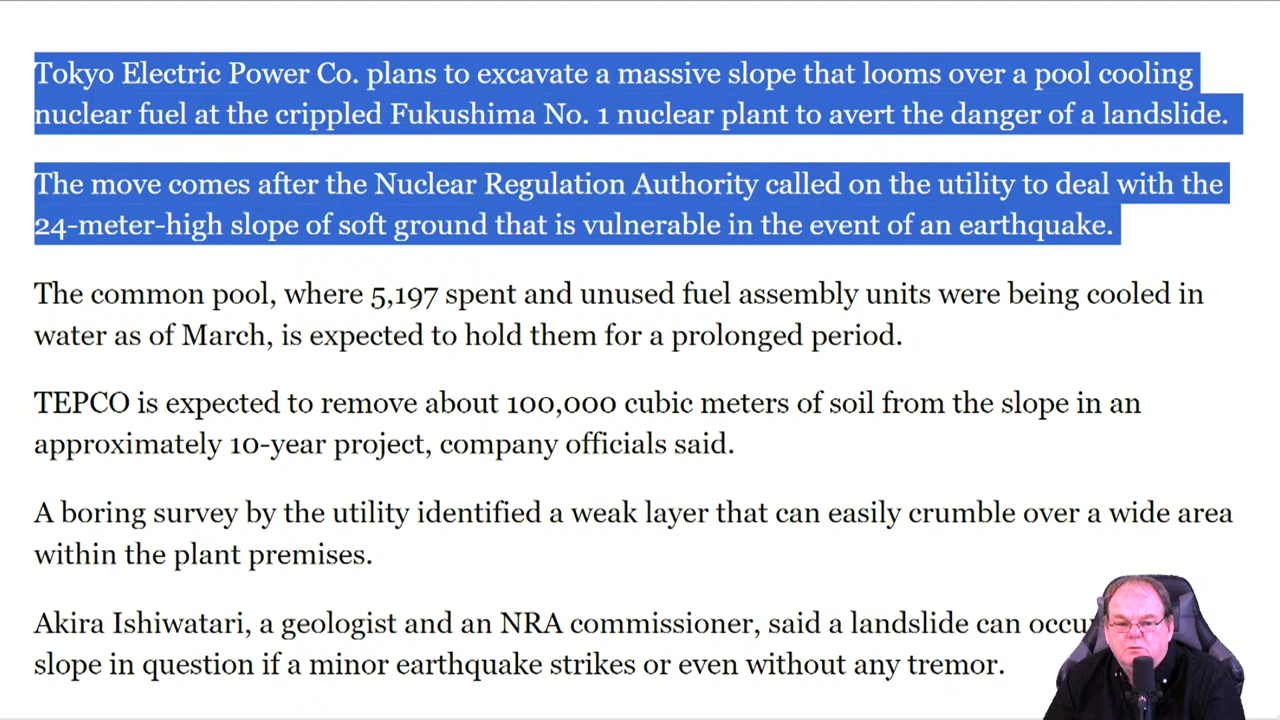 Tokyo Electric Power Co. plans to excavate a massive slope that looms over a pool cooling
nuclear fuel at the crippled Fukushima No. 1 nuclear plant to avert the danger of a landslide.
The move comes after the Nuclear Regulation Authority called on the utility to deal with the
24-meter-high slope of soft ground that is vulnerable in the event of an earthquake.
The common pool, where 5,197 spent and unused fuel assembly units were being cooled in
water as of March, is expected to hold them for a prolonged period.
TEPCO is expected to remove about 100,000 cubic meters of soil from the slope in an
approximately 10-year project, company officials said.
A boring survey by the utility identified a weak layer that can easily crumble over a wide area
within the plant premises.
Akira Ishiwatari, a geologist and an NRA commissioner, said a landslide can
slope in question if a minor earthquake strikes or even without any tremor.